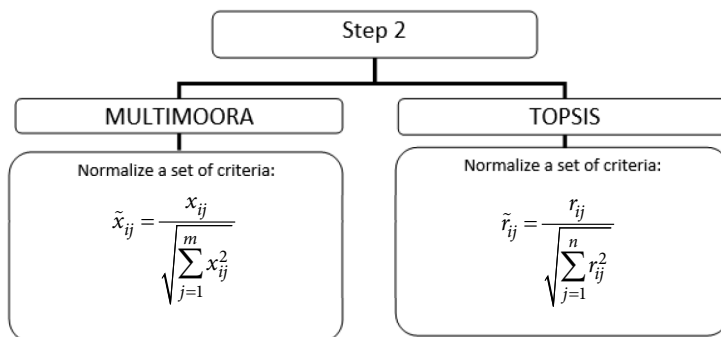 Step 2
MULTIMOORA
TOPSIS
Normalize a set of criteria:
x̃_ij = x_ij / √(∑_{j=1}^{m} x_ij^2)
Normalize a set of criteria:
r̃_ij = r_ij / √(∑_{j=1}^{n} r_ij^2)